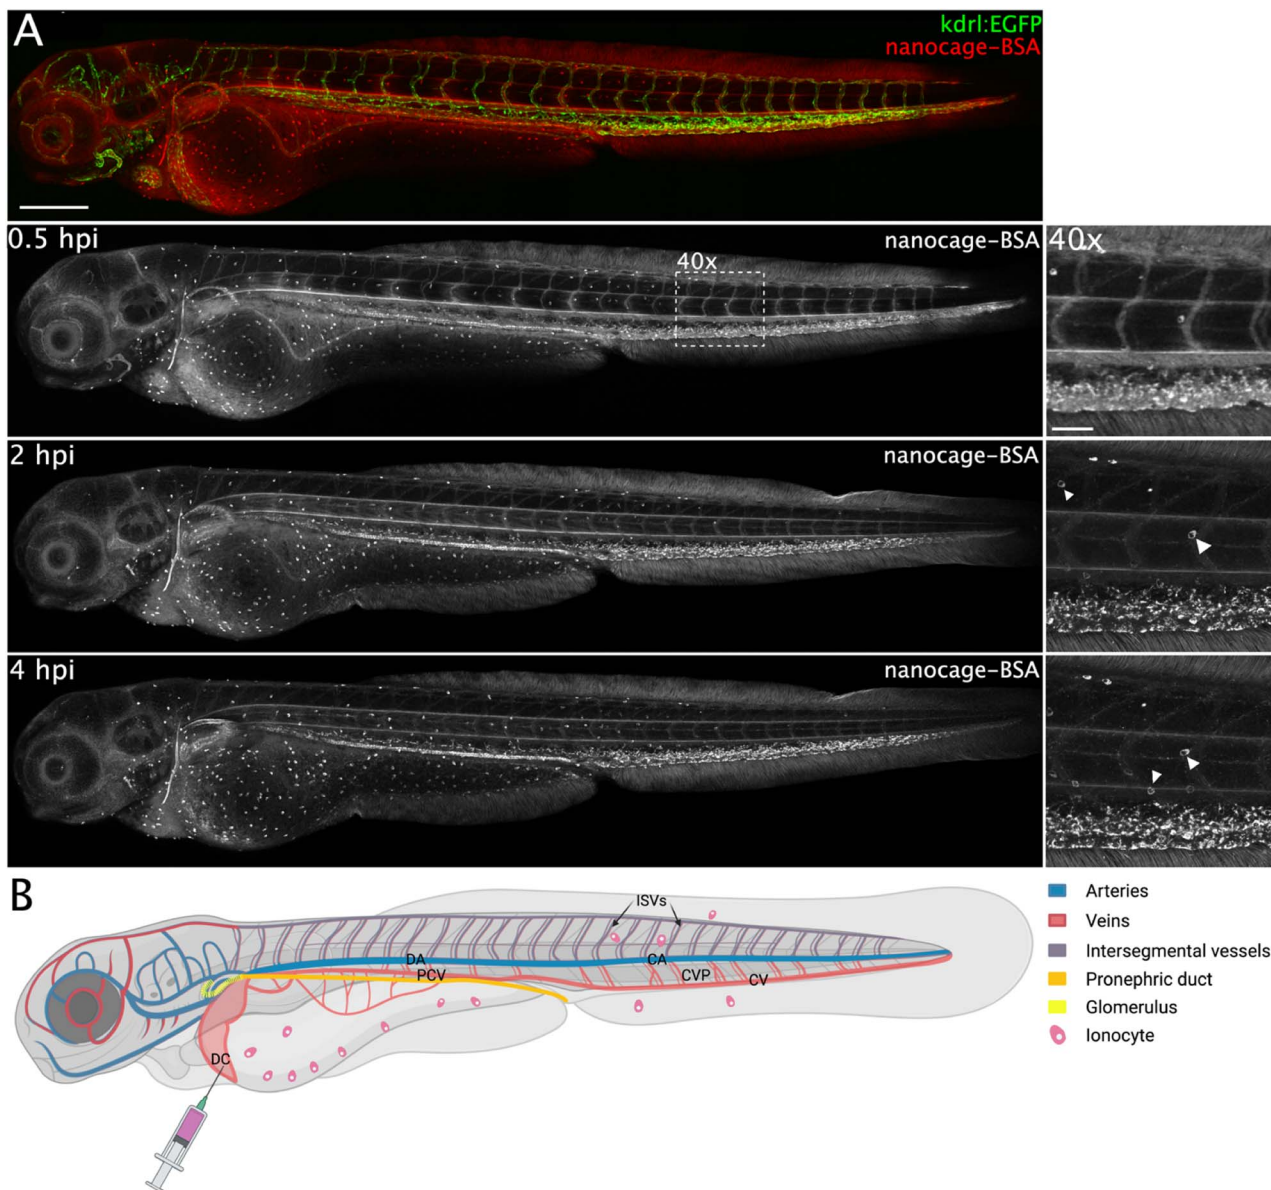 A
kdrl:EGFP
nanocage-BSA
0.5 hpi
nanocage-BSA
40x
40x
2 hpi
nanocage-BSA
4 hpi
nanocage-BSA
B
ISVs
DA
CA
PCV
CVP
CV
DC
Arteries
Veins
Intersegmental vessels
Pronephric duct
Glomerulus
Ionocyte